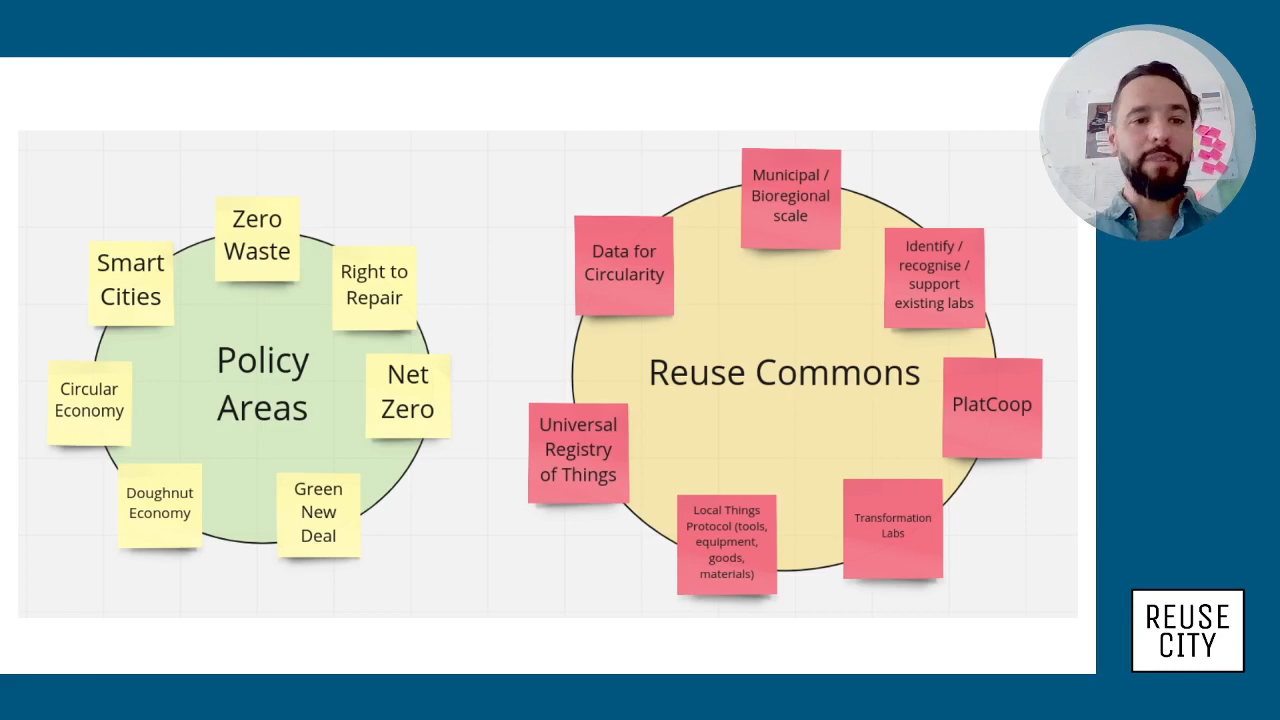 Zero
Waste
Smart
Cities
Right to
Repair
Policy
Areas
Circular
Economy
Net
Zero
Doughnut
Economy
Green
New
Deal
Municipal /
Bioregional
scale
Data for
Circularity
Identify /
recognise /
support
existing labs
Reuse Commons
PlatCoop
Universal
Registry
of Things
Local Things
Protocol (tools,
equipment,
goods,
materials)
Transformation
Labs
REUSE
CITY